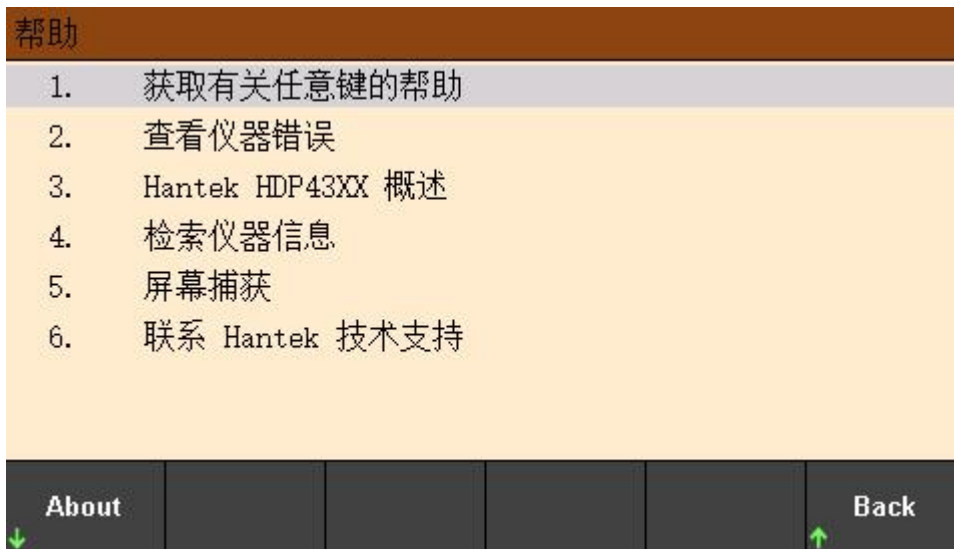 帮助
1. 获取有关任意键的帮助
2. 查看仪器错误
3. Hantek HDP43XX 概述
4. 检索仪器信息
5. 屏幕捕获
6. 联系 Hantek 技术支持
About Back